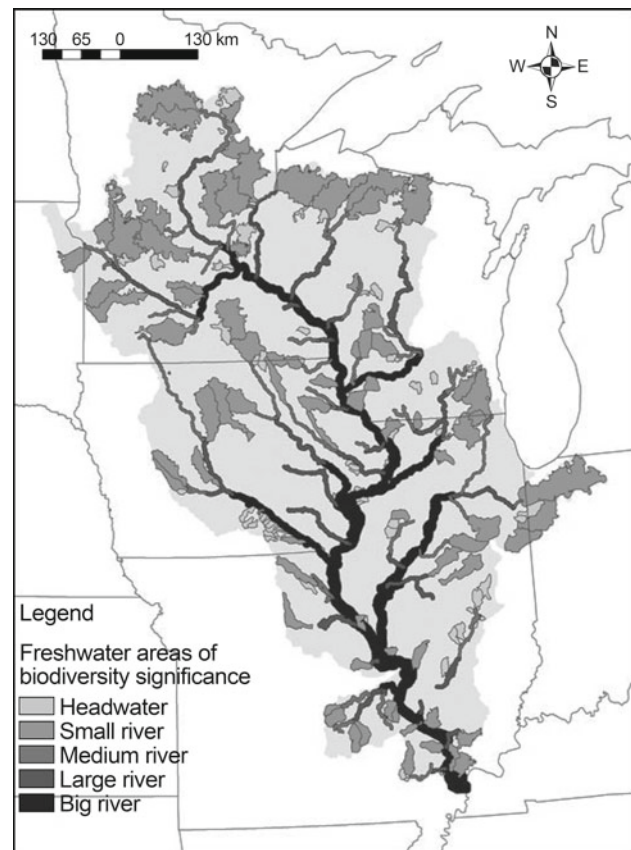 130 65 0 130 km
N
W E
S
Legend
Freshwater areas of
biodiversity significance
Headwater
Small river
Medium river
Large river
Big river